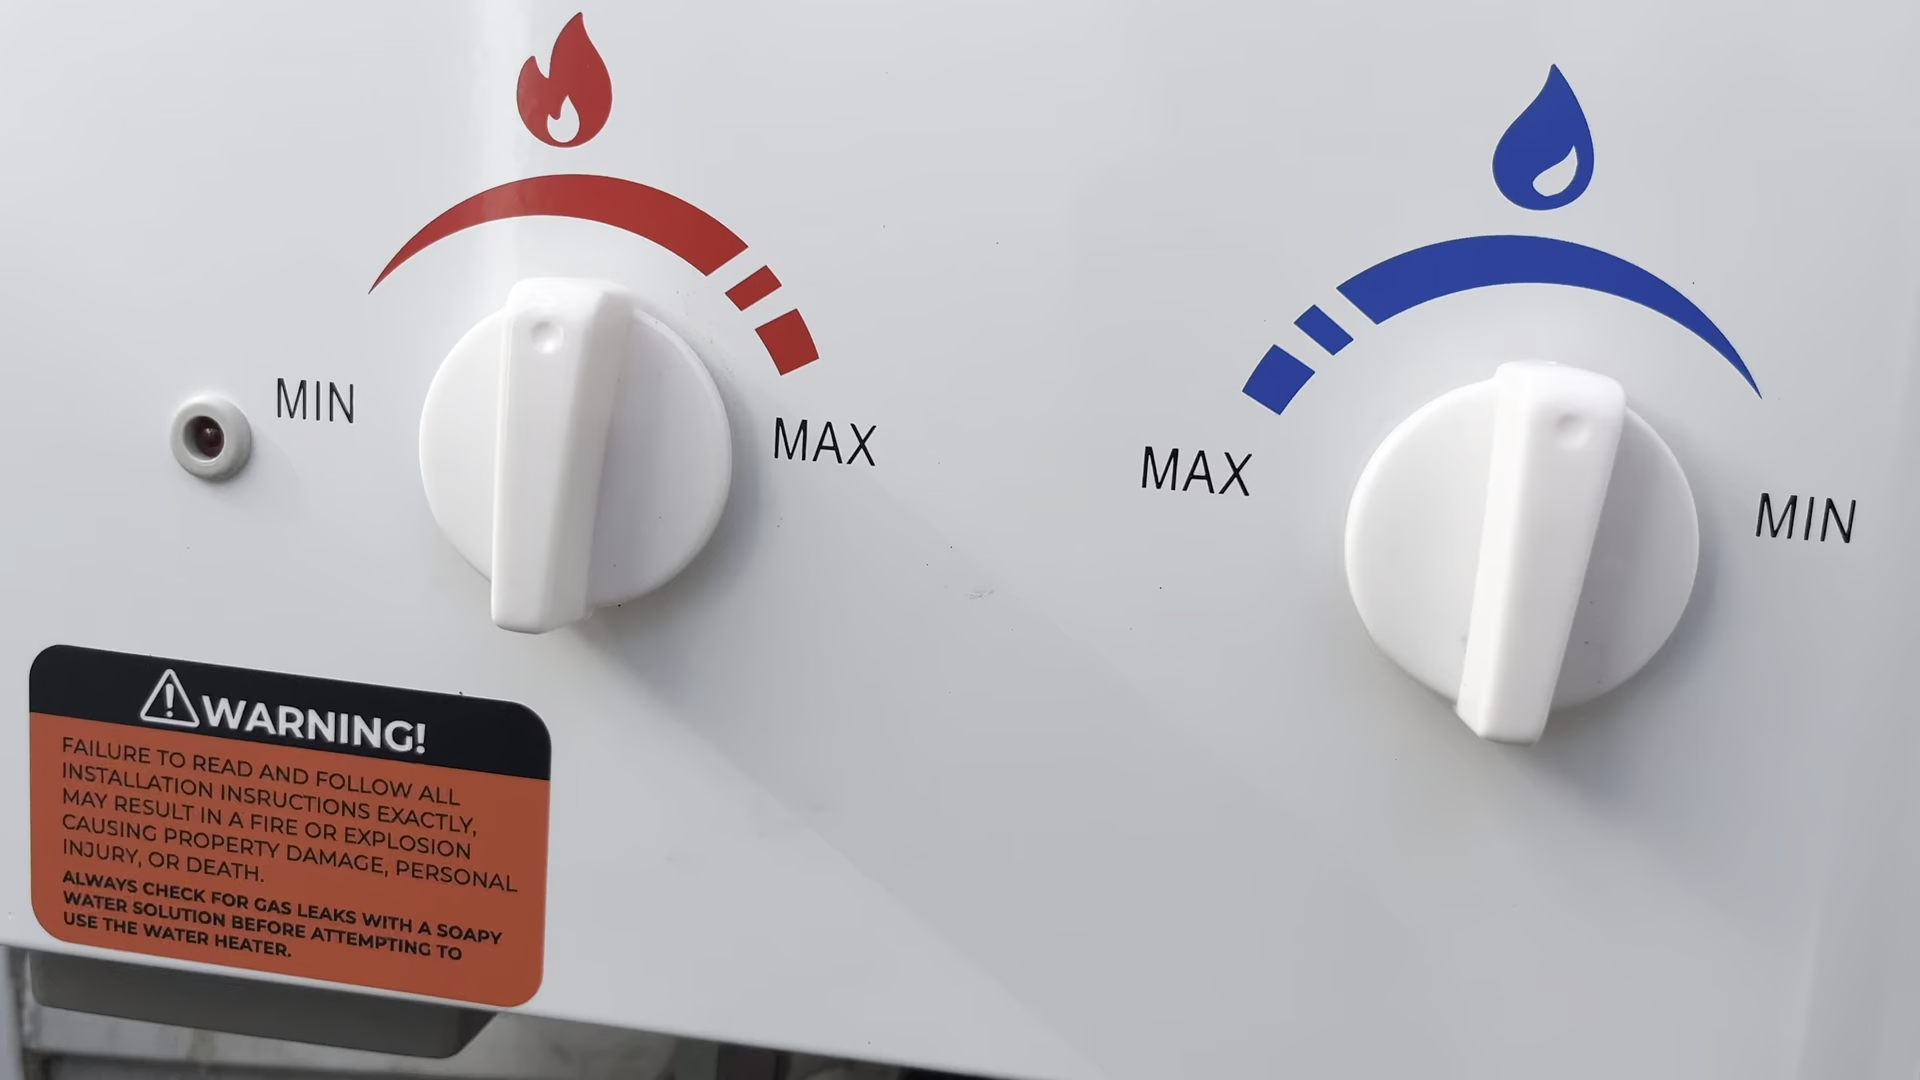 MIN
MAX
MAX
MIN
WARNING!
FAILURE TO READ AND FOLLOW ALL
INSTALLATION INSRUCTIONS EXACTLY,
MAY RESULT IN A FIRE OR EXPLOSION
CAUSING PROPERTY DAMAGE, PERSONAL
INJURY, OR DEATH.
ALWAYS CHECK FOR GAS LEAKS WITH A SOAPY
WATER SOLUTION BEFORE ATTEMPTING TO
USE THE WATER HEATER.